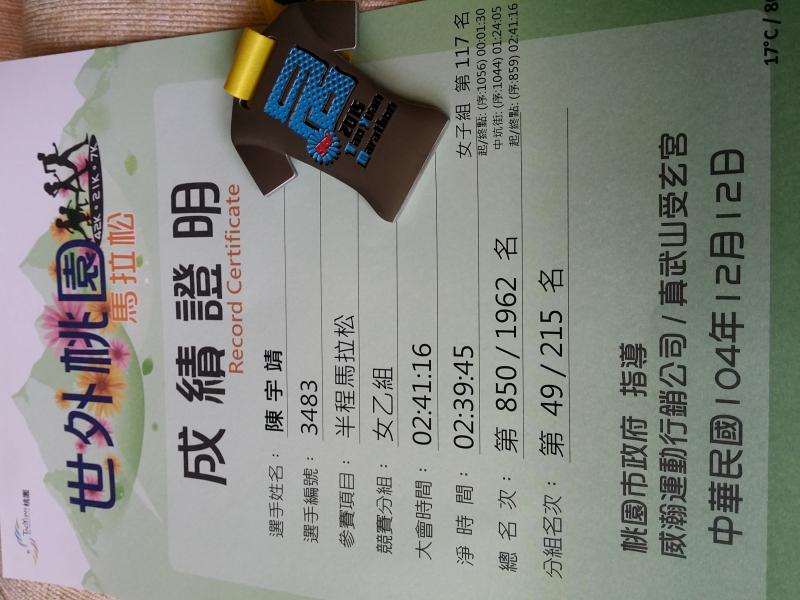 TaoYuan 桃園
世外桃園
42K・21K・7K
馬拉松
成績證明
Record Certificate
選手姓名： 陳宇靖
選手編號： 3483
參賽項目： 半程馬拉松
競賽分組： 女乙組
大會時間： 02:41:16
淨時間： 02:39:45
總名次： 第 850 / 1962 名
分組名次： 第 49 / 215 名
女子組 第 117 名
起/終點: (序:1056) 00:01:30
中坑街: (序:1044) 01:24:05
起/終點: (序:859) 02:41:16
2015
TaoYuan
Marathon
桃園市政府 指導
威瀚運動行銷公司 / 真武山受玄宮
中華民國104年12月12日
17°C / 8